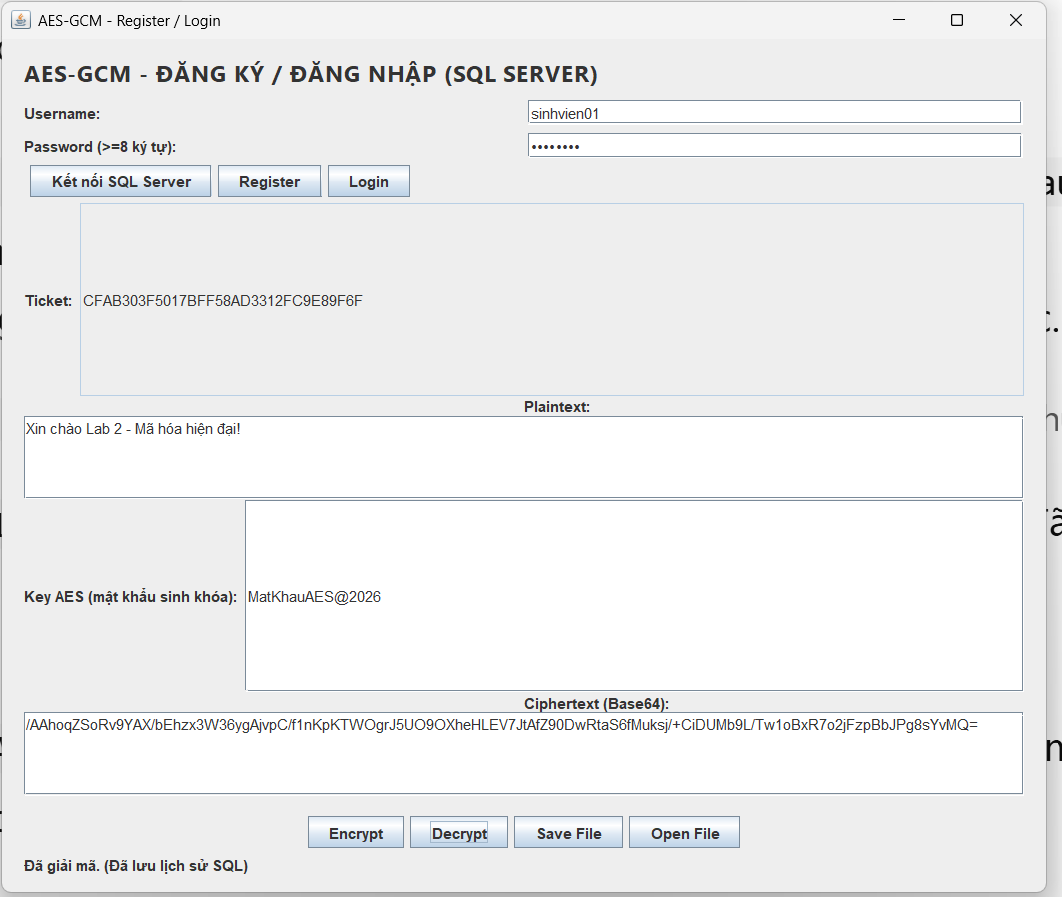 AES-GCM - Register / Login
AES-GCM - ĐĂNG KÝ / ĐĂNG NHẬP (SQL SERVER)
Username: sinhvien01
Password (>=8 ký tự): ••••••••
Kết nối SQL Server Register Login
Ticket: CFAB303F5017BFF58AD3312FC9E89F6F
Plaintext:
Xin chào Lab 2 - Mã hóa hiện đại!
Key AES (mật khẩu sinh khóa): MatKhauAES@2026
Ciphertext (Base64):
/AAhoqZSoRv9YAX/bEhzx3W36ygAjvpC/f1nKpKTWOgrJ5UO9OXheHLEV7JtAfZ90DwRtaS6fMuksj/+CiDUMb9L/Tw1oBxR7o2jFzpBbJPg8sYvMQ=
Encrypt Decrypt Save File Open File
Đã giải mã. (Đã lưu lịch sử SQL)